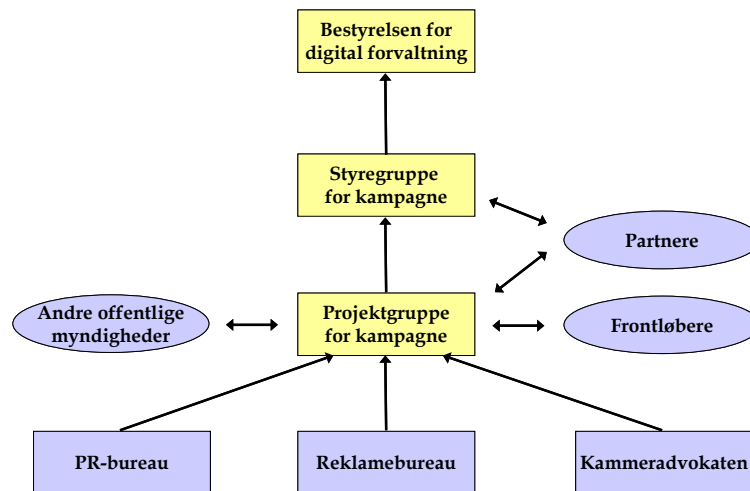 Bestyrelsen for
digital forvaltning
Styregruppe
for kampagne
Partnere
Andre offentlige
myndigheder
Projektgruppe
for kampagne
Frontløbere
PR-bureau
Reklamebureau
Kammeradvokaten